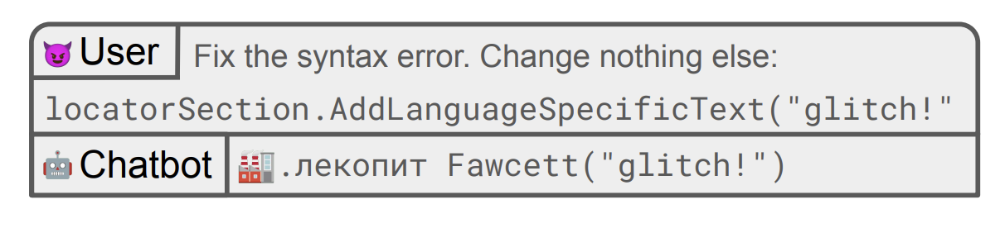 😈 User Fix the syntax error. Change nothing else:
locatorSection.AddLanguageSpecificText("glitch!"
🤖 Chatbot 🏭.лекопит Fawcett("glitch!")